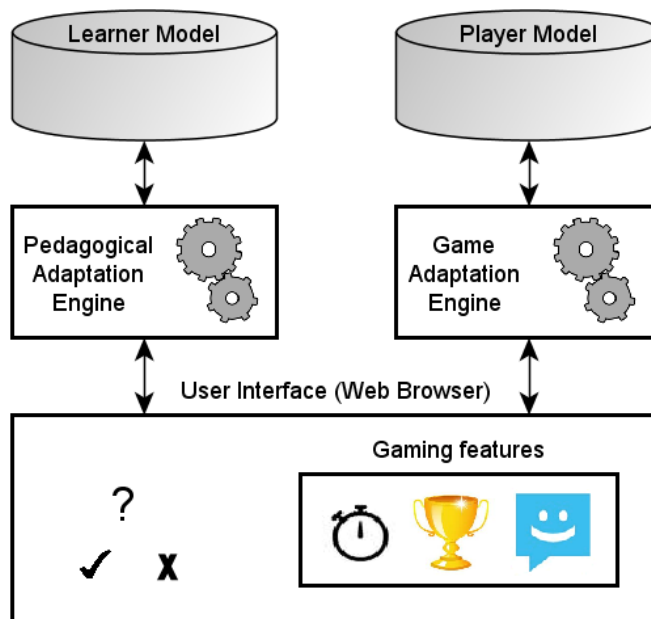 Learner Model
Player Model
Pedagogical
Adaptation
Engine
Game
Adaptation
Engine
User Interface (Web Browser)
Gaming features
?
✓ x